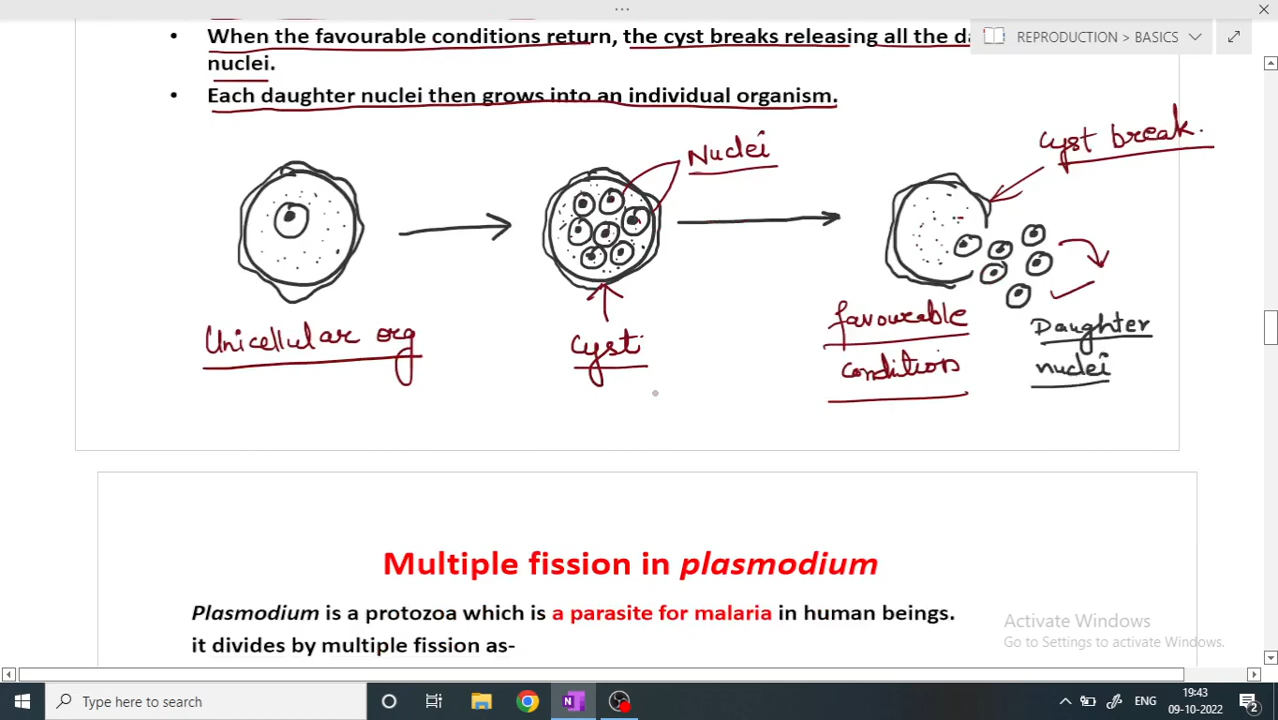 ...
REPRODUCTION > BASICS
• When the favourable conditions return, the cyst breaks releasing all the da
nuclei.
• Each daughter nuclei then grows into an individual organism.
Nuclei
Cyst break.
Unicellular org
Cyst
favourable
conditions
Daughter
nuclei
Multiple fission in plasmodium
Plasmodium is a protozoa which is a parasite for malaria in human beings.
it divides by multiple fission as-
Activate Windows
Go to Settings to activate Windows.
Type here to search
N
ENG
19:43
09-10-2022
2